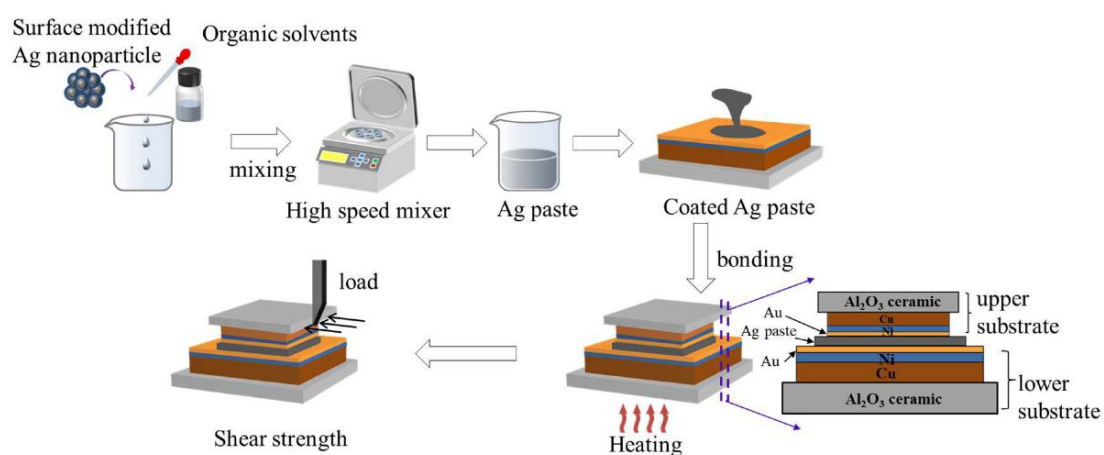 Surface modified
Ag nanoparticle
Organic solvents
mixing
High speed mixer
Ag paste
Coated Ag paste
bonding
load
Shear strength
Heating
Al₂O₃ ceramic
Cu
Au
Ni
Ag paste
Au
Ni
Cu
Al₂O₃ ceramic
upper
substrate
lower
substrate